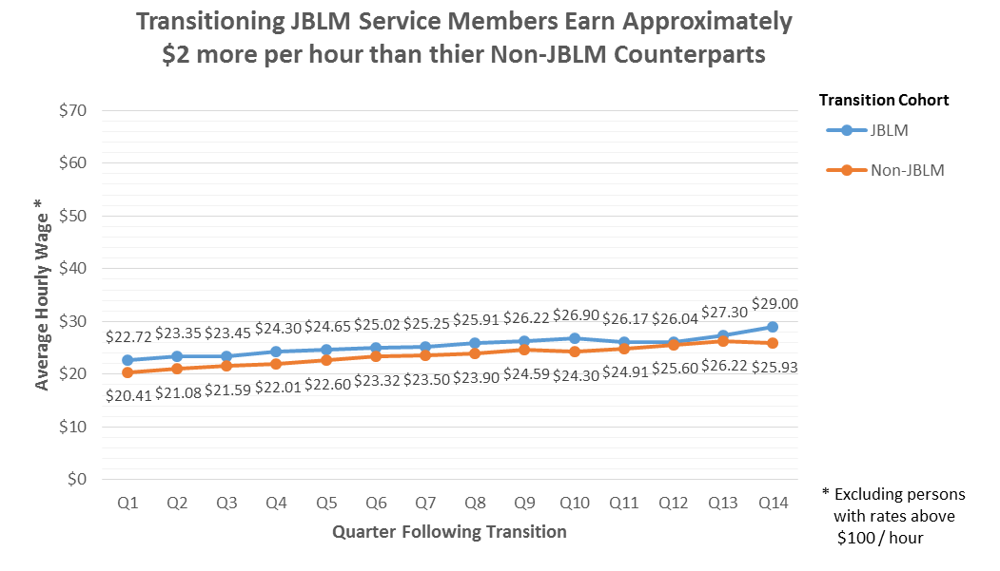 Transitioning JBLM Service Members Earn Approximately
$2 more per hour than thier Non-JBLM Counterparts
Transition Cohort
JBLM
Non-JBLM
Average Hourly Wage *
$70
$60
$50
$40
$30
$20
$10
$0
$22.72 $23.35 $23.45 $24.30 $24.65 $25.02 $25.25 $25.91 $26.22 $26.90 $26.17 $26.04 $27.30 $29.00
$20.41 $21.08 $21.59 $22.01 $22.60 $23.32 $23.50 $23.90 $24.59 $24.30 $24.91 $25.60 $26.22 $25.93
Q1 Q2 Q3 Q4 Q5 Q6 Q7 Q8 Q9 Q10 Q11 Q12 Q13 Q14
Quarter Following Transition
* Excluding persons
with rates above
$100 / hour